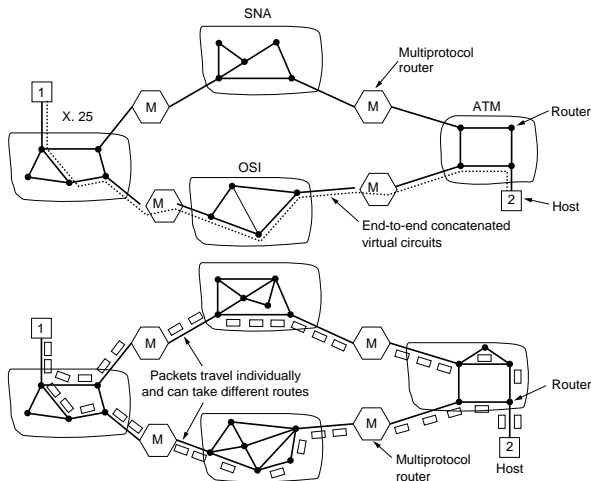 SNA
Multiprotocol
router
1
X. 25
M
M
ATM
Router
OSI
M
M
2
Host
End-to-end concatenated
virtual circuits
1
M
M
Packets travel individually
and can take different routes
Router
M
M
Multiprotocol
router
2
Host